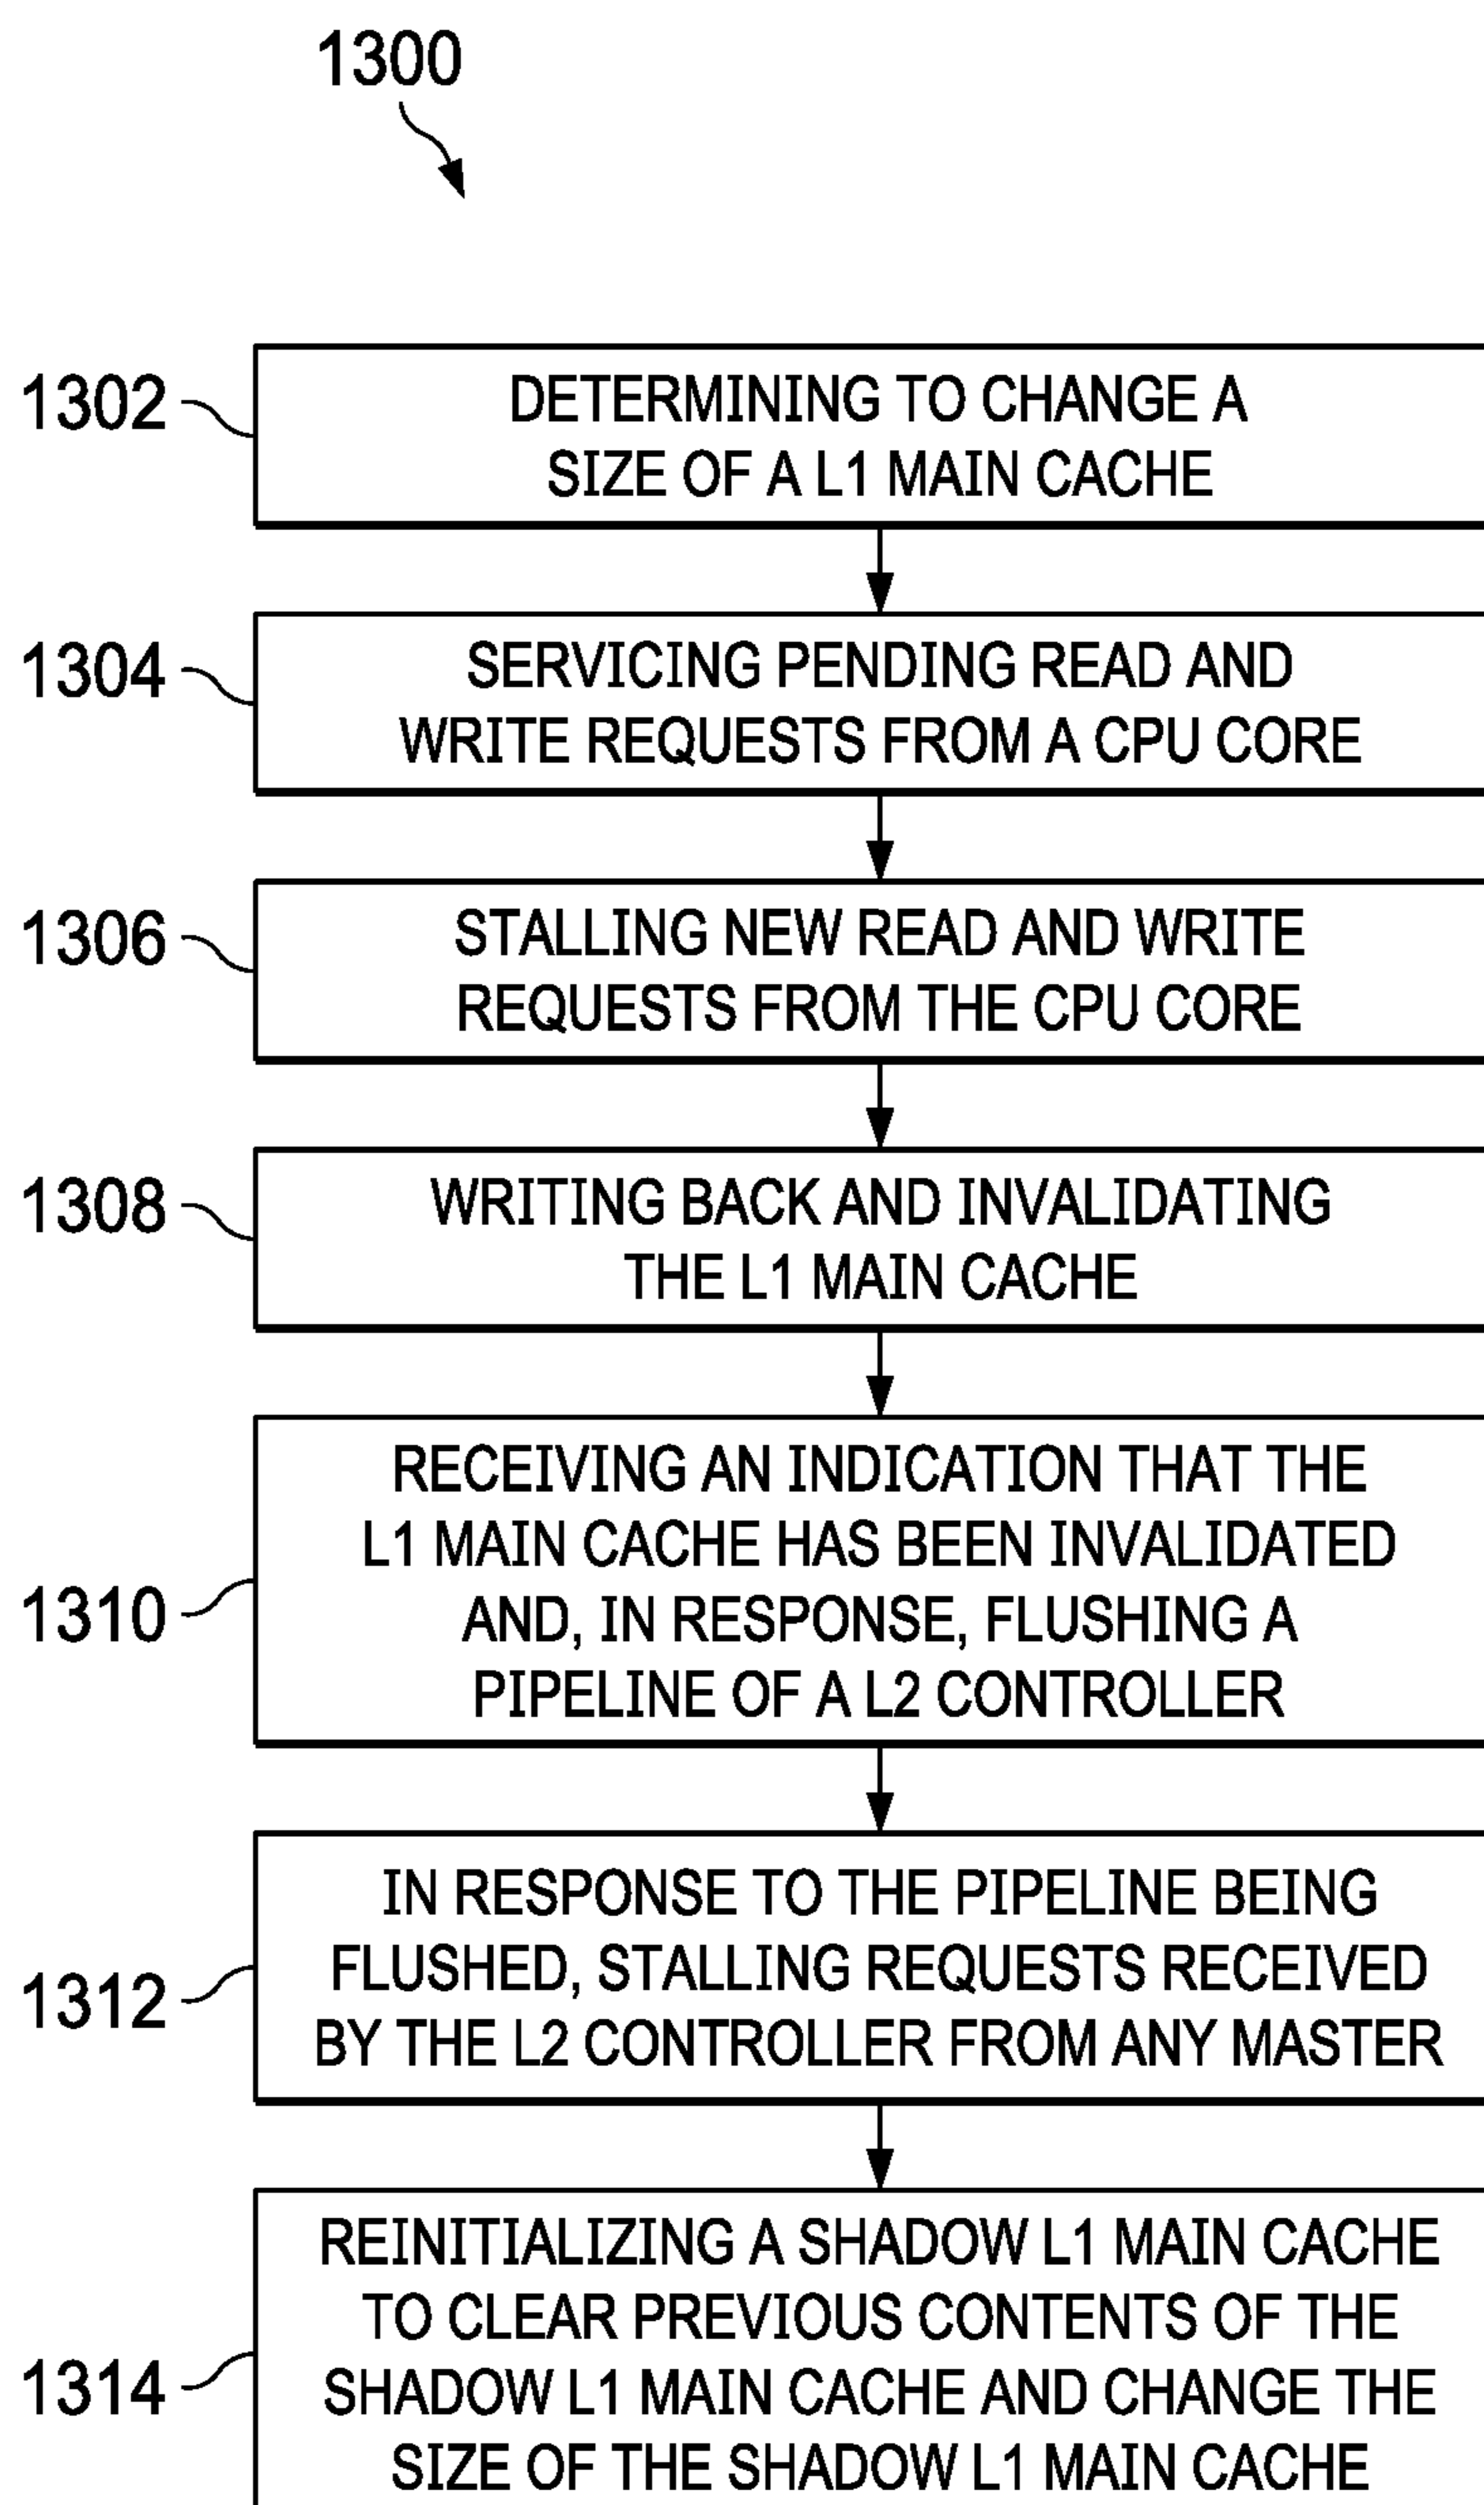 1300
1302
DETERMINING TO CHANGE A
SIZE OF A L1 MAIN CACHE
1304
SERVICING PENDING READ AND
WRITE REQUESTS FROM A CPU CORE
1306
STALLING NEW READ AND WRITE
REQUESTS FROM THE CPU CORE
1308
WRITING BACK AND INVALIDATING
THE L1 MAIN CACHE
1310
RECEIVING AN INDICATION THAT THE
L1 MAIN CACHE HAS BEEN INVALIDATED
AND, IN RESPONSE, FLUSHING A
PIPELINE OF A L2 CONTROLLER
1312
IN RESPONSE TO THE PIPELINE BEING
FLUSHED, STALLING REQUESTS RECEIVED
BY THE L2 CONTROLLER FROM ANY MASTER
1314
REINITIALIZING A SHADOW L1 MAIN CACHE
TO CLEAR PREVIOUS CONTENTS OF THE
SHADOW L1 MAIN CACHE AND CHANGE THE
SIZE OF THE SHADOW L1 MAIN CACHE